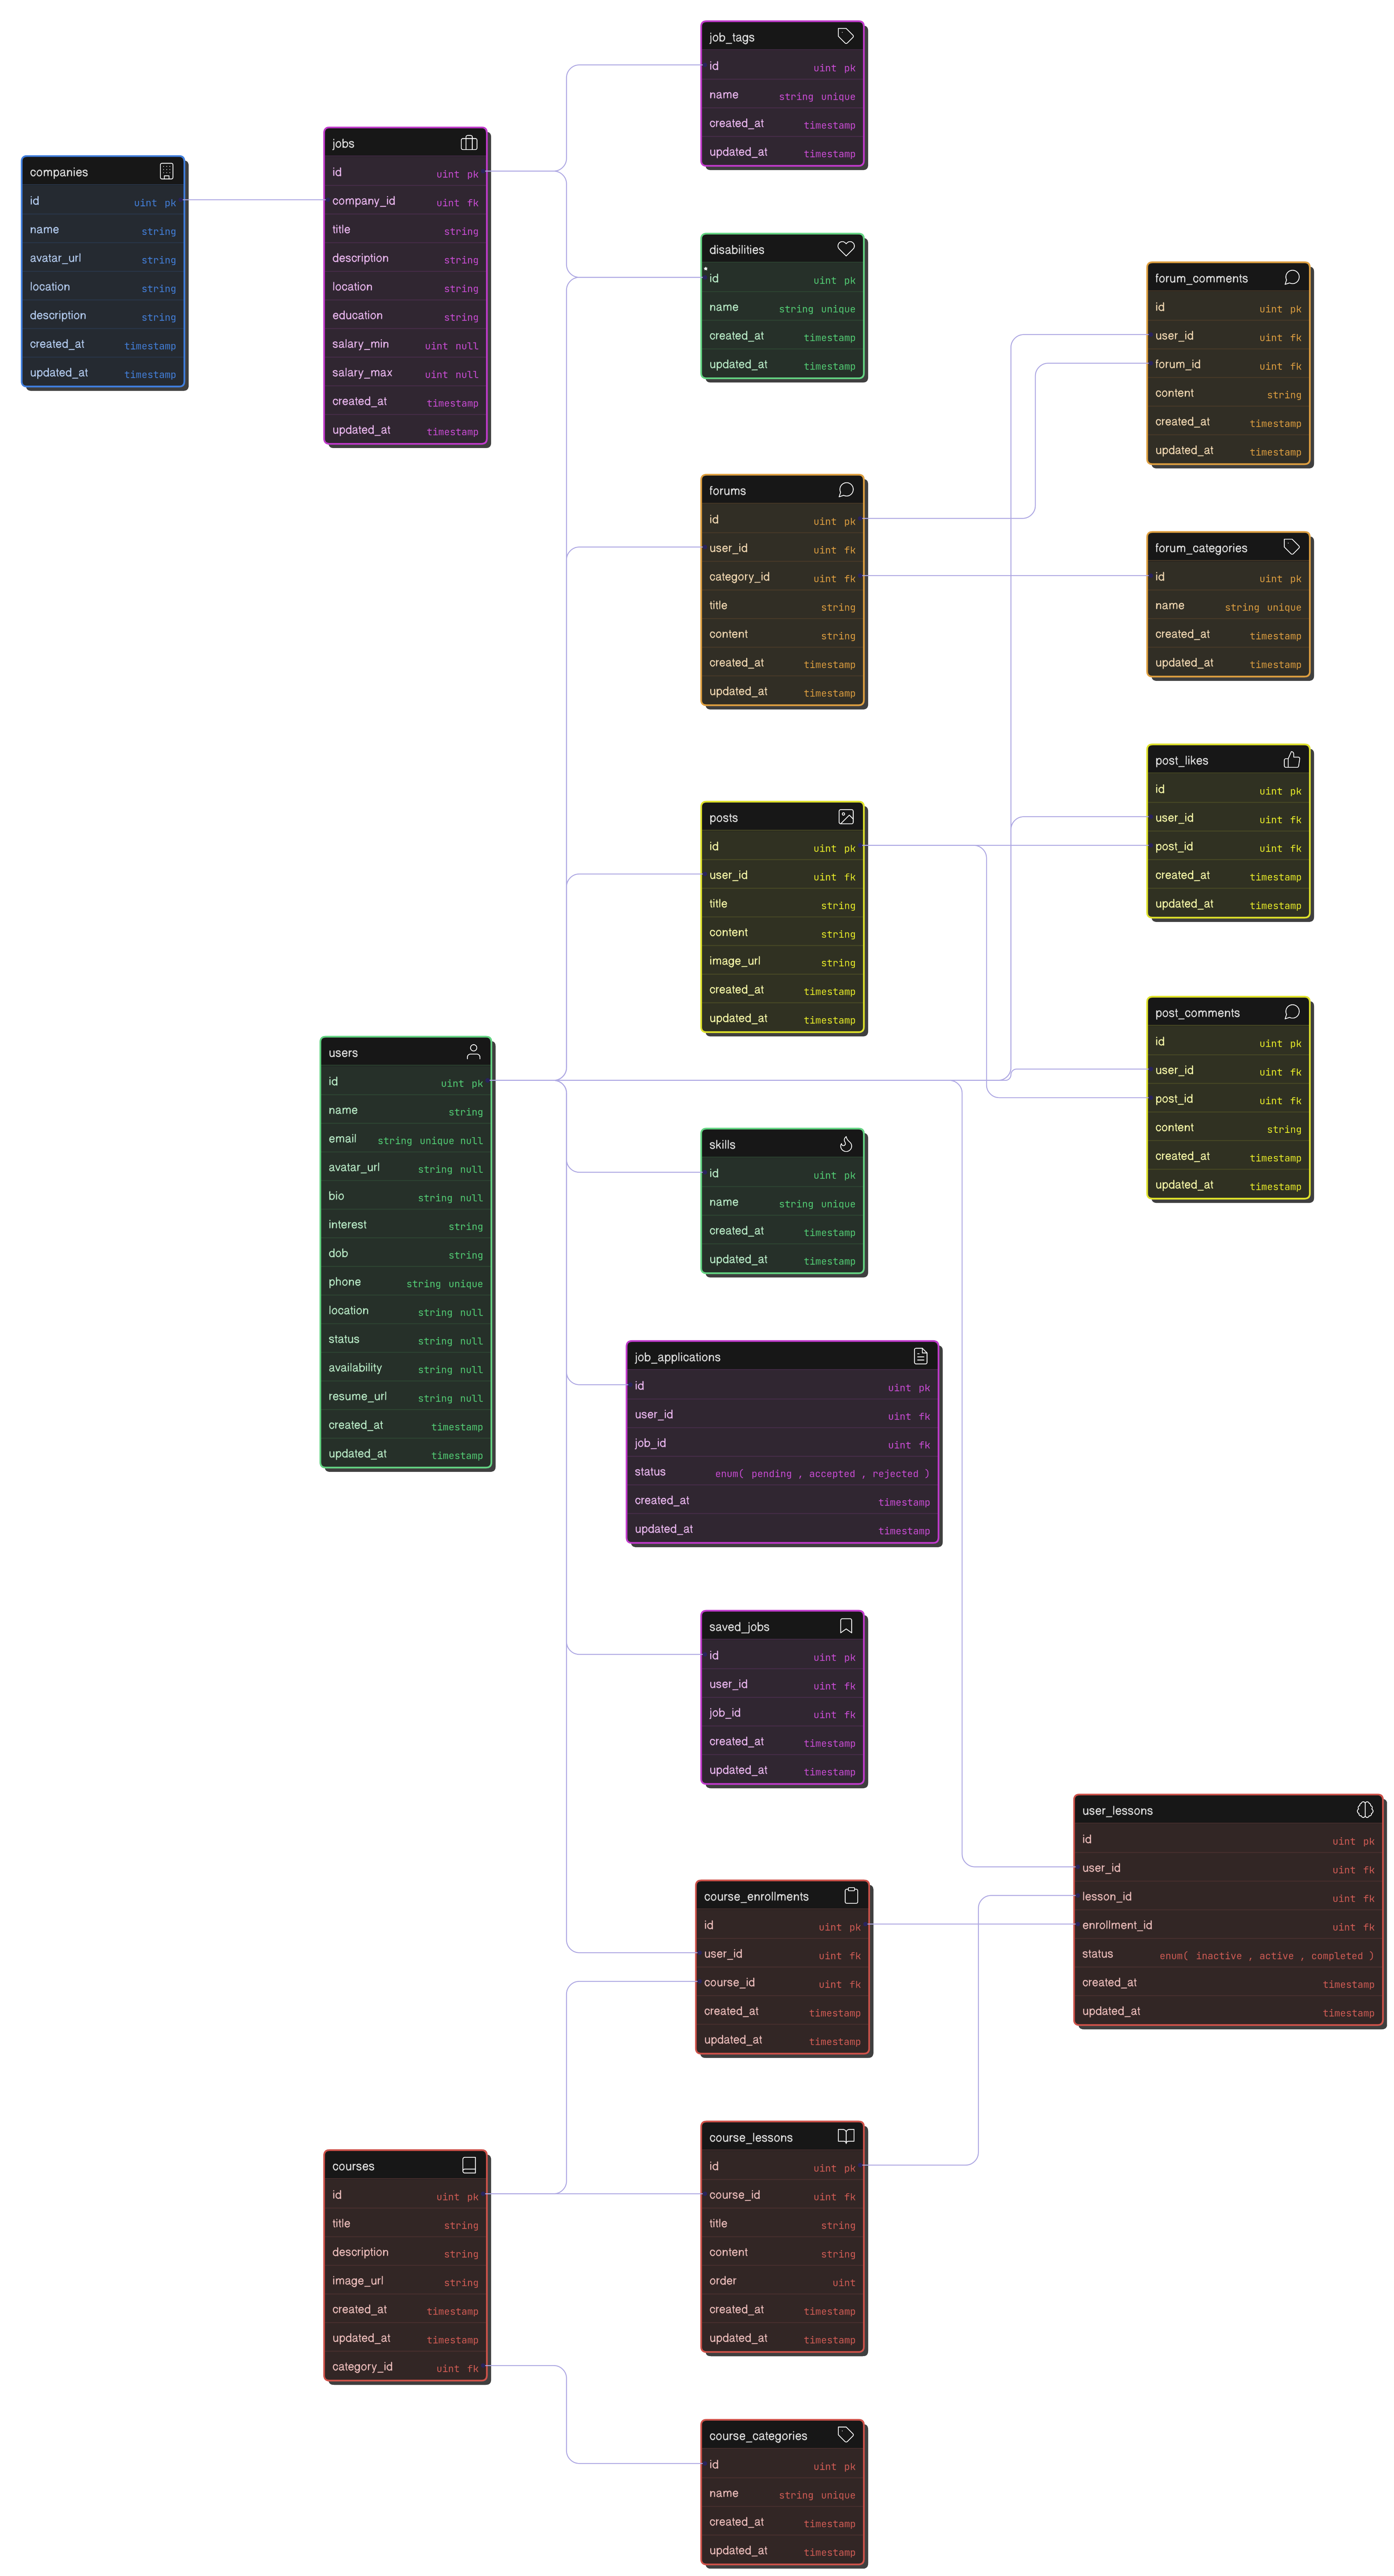 job_tags
id uint pk
name string unique
created_at timestamp
updated_at timestamp
jobs
id uint pk
company_id uint fk
title string
description string
location string
education string
salary_min uint null
salary_max uint null
created_at timestamp
updated_at timestamp
companies
id uint pk
name string
avatar_url string
location string
description string
created_at timestamp
updated_at timestamp
disabilities
id uint pk
name string unique
created_at timestamp
updated_at timestamp
forum_comments
id uint pk
user_id uint fk
forum_id uint fk
content string
created_at timestamp
updated_at timestamp
forums
id uint pk
user_id uint fk
category_id uint fk
title string
content string
created_at timestamp
updated_at timestamp
forum_categories
id uint pk
name string unique
created_at timestamp
updated_at timestamp
post_likes
id uint pk
user_id uint fk
post_id uint fk
created_at timestamp
updated_at timestamp
posts
id uint pk
user_id uint fk
title string
content string
image_url string
created_at timestamp
updated_at timestamp
post_comments
id uint pk
user_id uint fk
post_id uint fk
content string
created_at timestamp
updated_at timestamp
users
id uint pk
name string
email string unique null
avatar_url string null
bio string null
interest string
dob string
phone string unique
location string null
status string null
availability string null
resume_url string null
created_at timestamp
updated_at timestamp
skills
id uint pk
name string unique
created_at timestamp
updated_at timestamp
job_applications
id uint pk
user_id uint fk
job_id uint fk
status enum( pending , accepted , rejected )
created_at timestamp
updated_at timestamp
saved_jobs
id uint pk
user_id uint fk
job_id uint fk
created_at timestamp
updated_at timestamp
user_lessons
id uint pk
user_id uint fk
lesson_id uint fk
enrollment_id uint fk
status enum( inactive , active , completed )
created_at timestamp
updated_at timestamp
course_enrollments
id uint pk
user_id uint fk
course_id uint fk
created_at timestamp
updated_at timestamp
course_lessons
id uint pk
course_id uint fk
title string
content string
order uint
created_at timestamp
updated_at timestamp
courses
id uint pk
title string
description string
image_url string
created_at timestamp
updated_at timestamp
category_id uint fk
course_categories
id uint pk
name string unique
created_at timestamp
updated_at timestamp